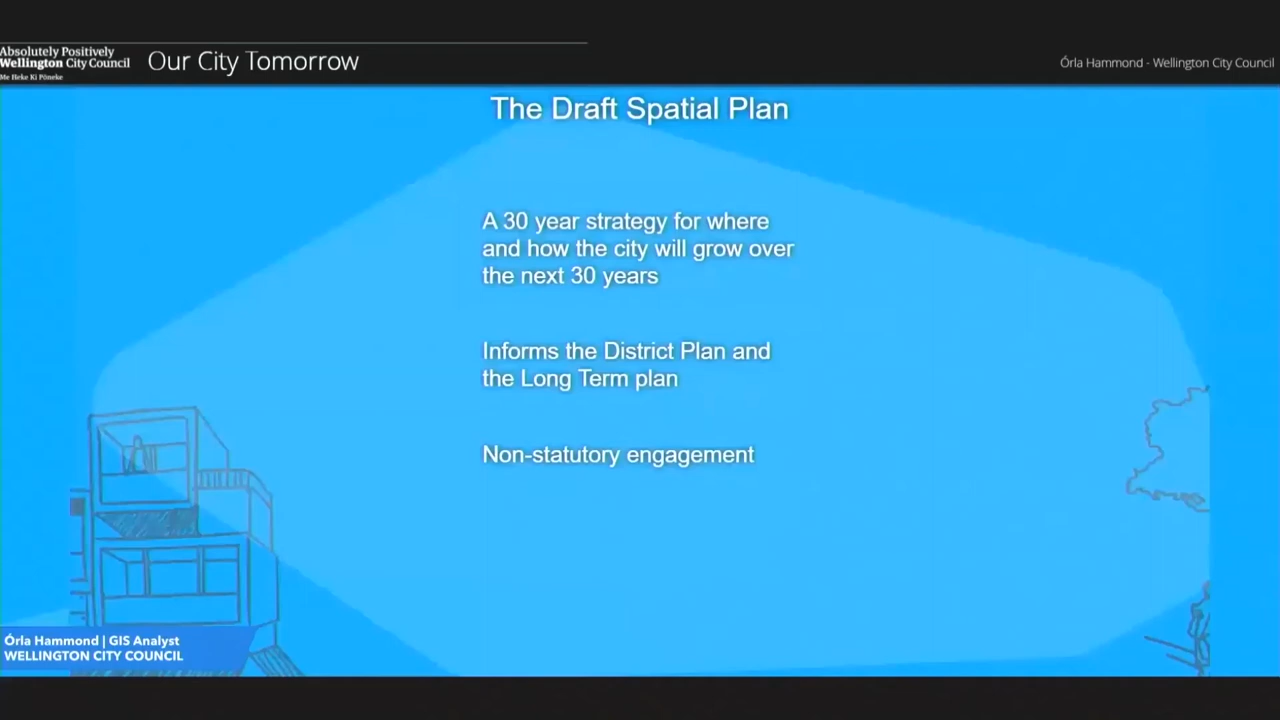 Absolutely Positively
Wellington City Council
Me Heke Ki Pōneke
Our City Tomorrow
Órla Hammond - Wellington City Council
The Draft Spatial Plan
A 30 year strategy for where
and how the city will grow over
the next 30 years
Informs the District Plan and
the Long Term plan
Non-statutory engagement
Órla Hammond | GIS Analyst
WELLINGTON CITY COUNCIL